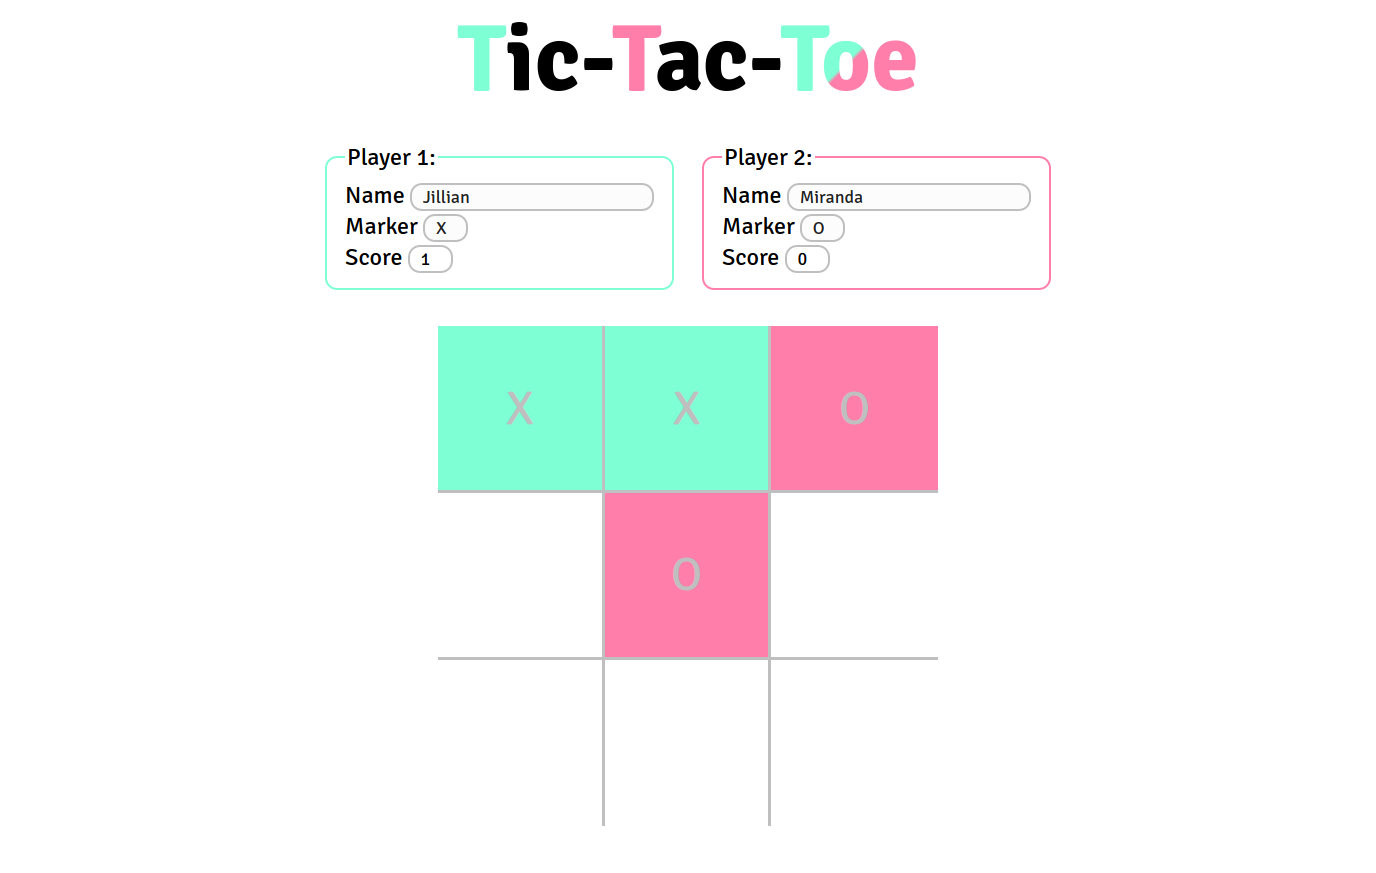 Tic-Tac-Toe
Player 1:
Name Jillian
Marker X
Score 1
Player 2:
Name Miranda
Marker O
Score 0
X X O
O